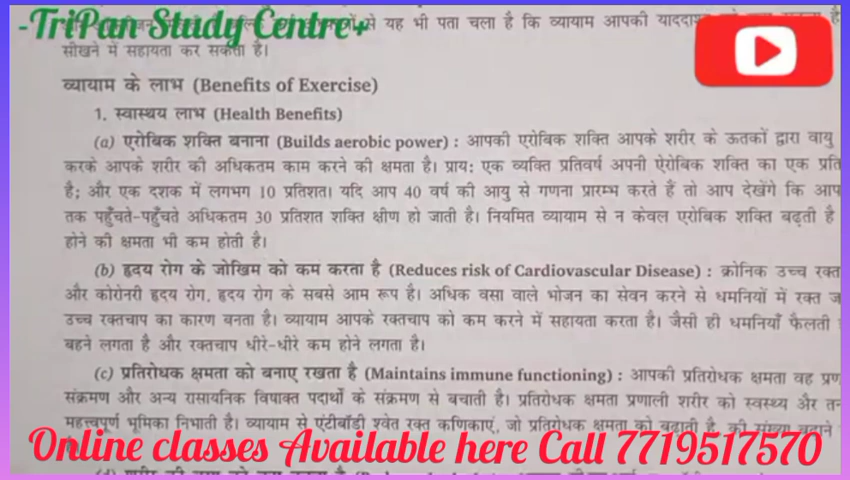 -TriPan Study Centre+
से यह भी पता चला है कि व्यायाम आपकी
सीखने में सहायता कर सकता है।
व्यायाम के लाभ (Benefits of Exercise)
1. स्वास्थय लाभ (Health Benefits)
(a) एरोबिक शक्ति बनाना (Builds aerobic power) : आपकी एरोबिक शक्ति आपके शरीर के ऊतकों द्वारा वायु
करके आपके शरीर की अधिकतम काम करने की क्षमता है। प्राय: एक व्यक्ति प्रतिवर्ष अपनी ऐरोबिक शक्ति का एक प्रति
है; और एक दशक में लगभग 10 प्रतिशत। यदि आप 40 वर्ष की आयु से गणना प्रारम्भ करते हैं तो आप देखेंगे कि आप
तक पहुँचते-पहुँचते अधिकतम 30 प्रतिशत शक्ति क्षीण हो जाती है। नियमित व्यायाम से न केवल एरोबिक शक्ति बढ़ती है
होने की क्षमता भी कम होती है।
(b) हृदय रोग के जोखिम को कम करता है (Reduces risk of Cardiovascular Disease) : क्रोनिक उच्च रक्त
और कोरोनरी हृदय रोग, हृदय रोग के सबसे आम रूप है। अधिक वसा वाले भोजन का सेवन करने से धमनियों में रक्त ज
उच्च रक्तचाप का कारण बनता है। व्यायाम आपके रक्तचाप को कम करने में सहायता करता है। जैसी ही धमनियाँ फैलती
बहने लगता है और रक्तचाप धीरे-धीरे कम होने लगता है।
(c) प्रतिरोधक क्षमता को बनाए रखता है (Maintains immune functioning) : आपकी प्रतिरोधक क्षमता वह प्रण
संक्रमण और अन्य रासायनिक विषाक्त पदार्थों के संक्रमण से बचाती है। प्रतिरोधक क्षमता प्रणाली शरीर को स्वस्थ्य और तन
महत्त्वपूर्ण भूमिका निभाती है। व्यायाम से एंटीबॉडी श्वेत रक्त कणिकाएं, जो प्रतिरोधक क्षमता को बढ़ाती है, की संख्या बढ़ाने
Online classes Available here Call 7719517570